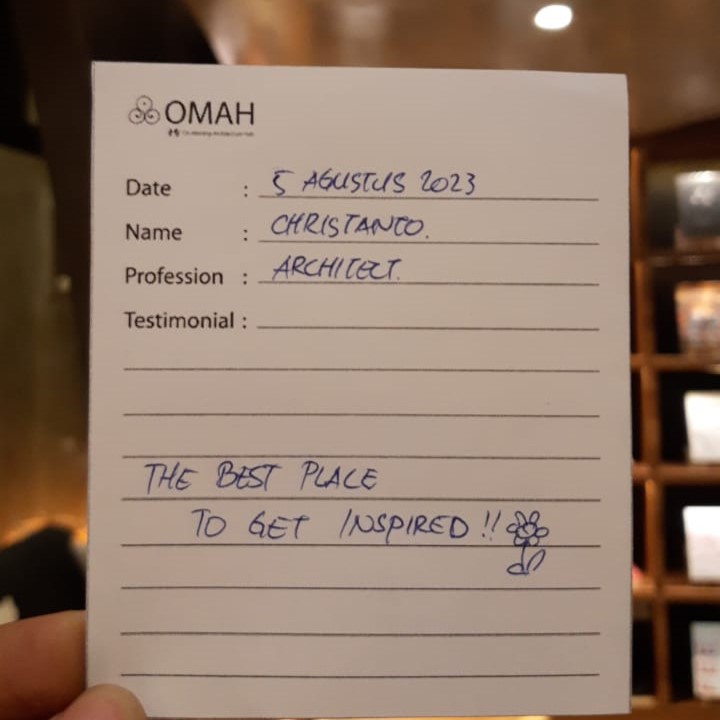 OMAH
Date : 5 AGUSTUS 2023
Name : CHRISTANTO.
Profession : ARCHITECT.
Testimonial :
THE BEST PLACE
TO GET INSPIRED!!